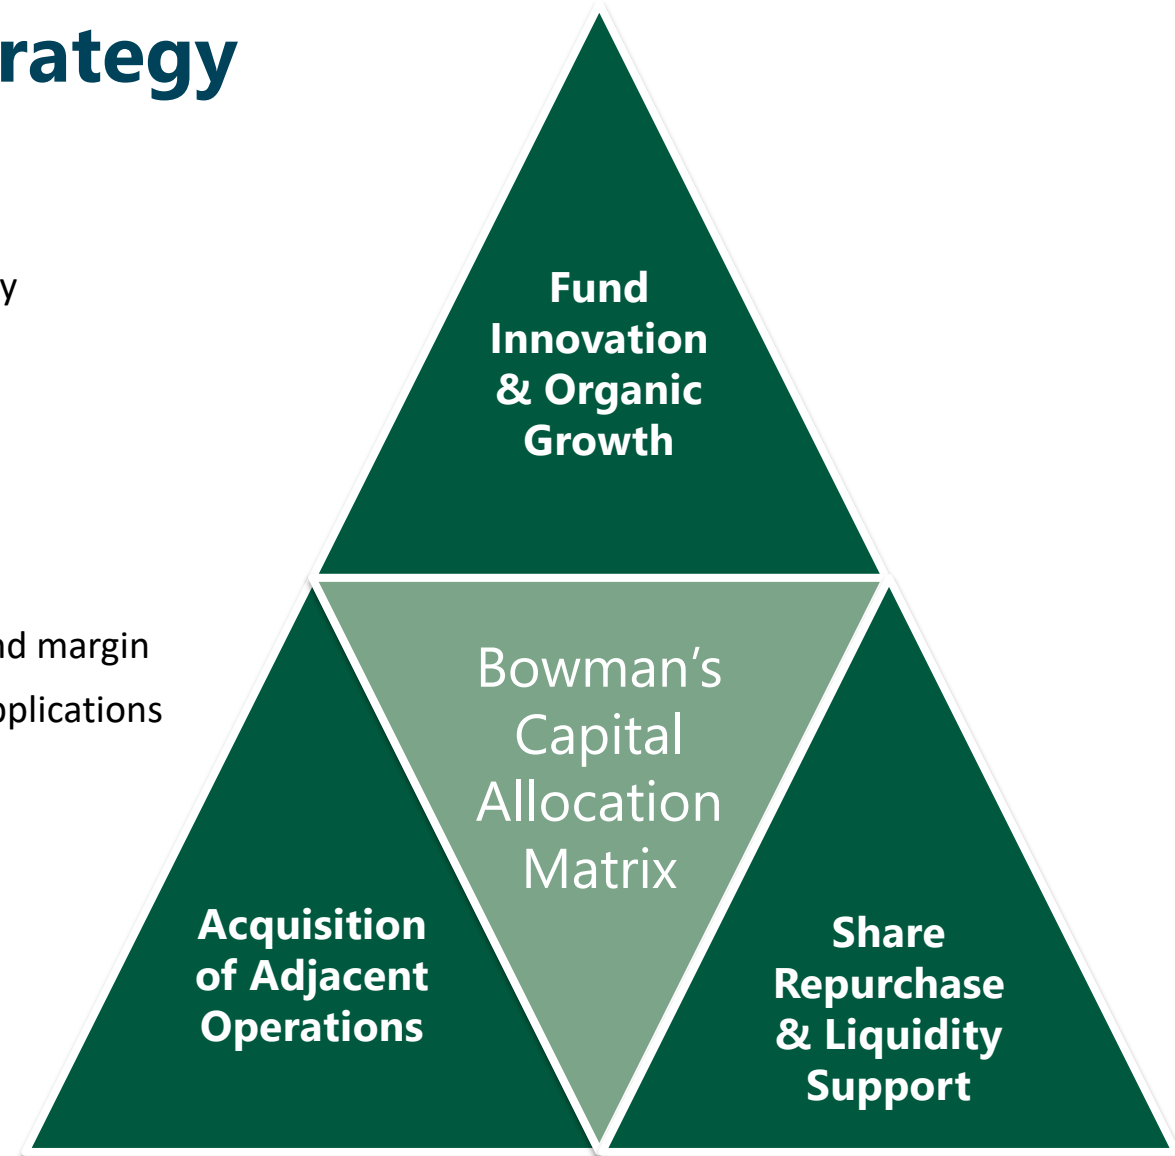 rategy
y
nd margin
pplications
Fund
Innovation
& Organic
Growth
Bowman’s
Capital
Allocation
Matrix
Acquisition
of Adjacent
Operations
Share
Repurchase
& Liquidity
Support